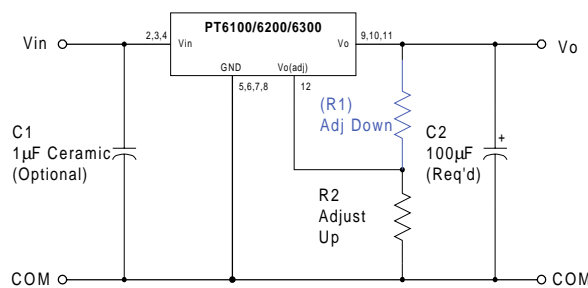 PT6100/6200/6300
Vin
2,3,4
Vin
Vo
9,10,11
Vo
GND
Vo(adj)
5,6,7,8
12
(R1)
Adj Down
C1
1μF Ceramic
(Optional)
C2
100μF
(Req'd)
+
R2
Adjust
Up
COM
COM